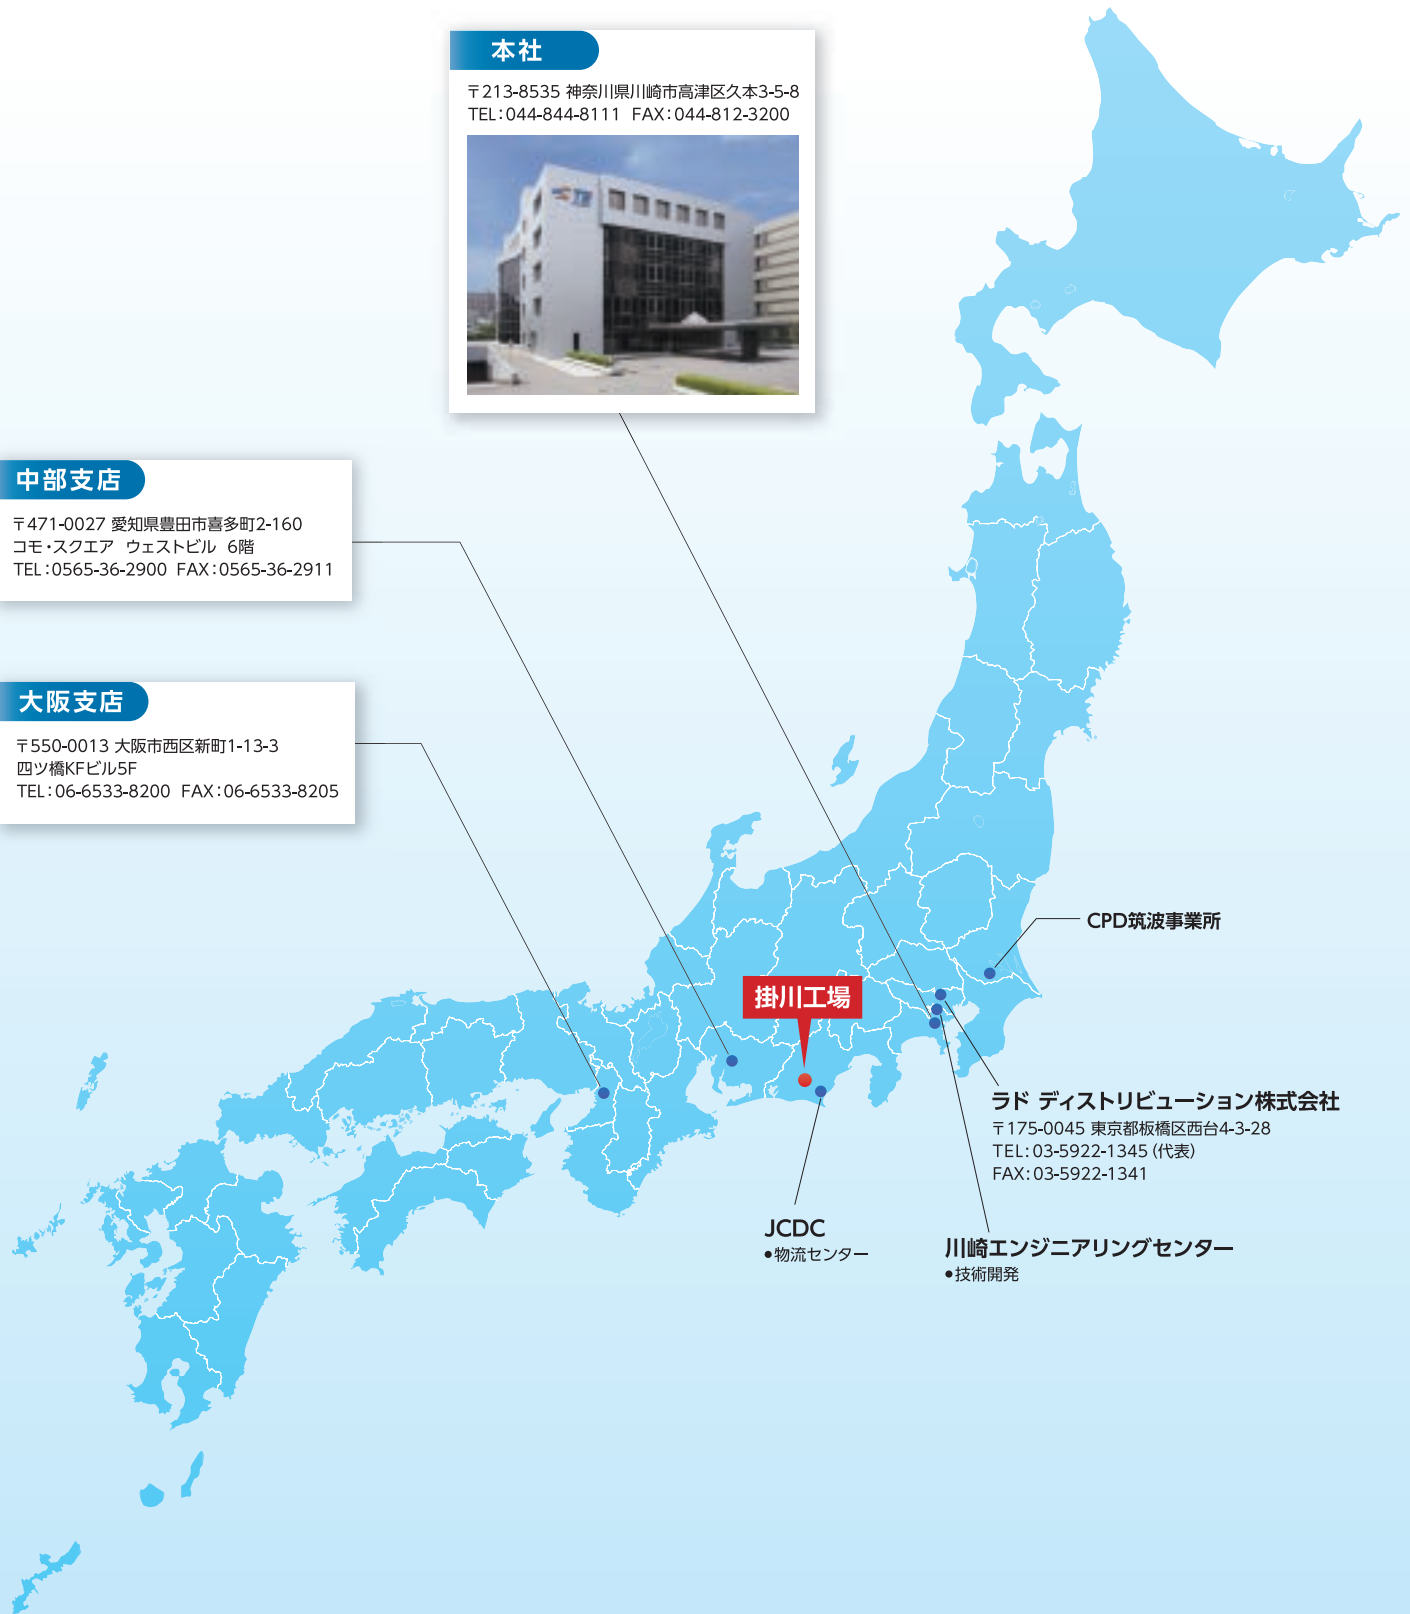 本社
〒213-8535 神奈川県川崎市高津区久本3-5-8
TEL:044-844-8111 FAX:044-812-3200
中部支店
〒471-0027 愛知県豊田市喜多町2-160
コモ・スクエア ウェストビル 6階
TEL:0565-36-2900 FAX:0565-36-2911
大阪支店
〒550-0013 大阪市西区新町1-13-3
四ツ橋KFビル5F
TEL:06-6533-8200 FAX:06-6533-8205
CPD筑波事業所
掛川工場
ラド ディストリビューション株式会社
〒175-0045 東京都板橋区西台4-3-28
TEL:03-5922-1345(代表)
FAX:03-5922-1341
JCDC
●物流センター
川崎エンジニアリングセンター
●技術開発